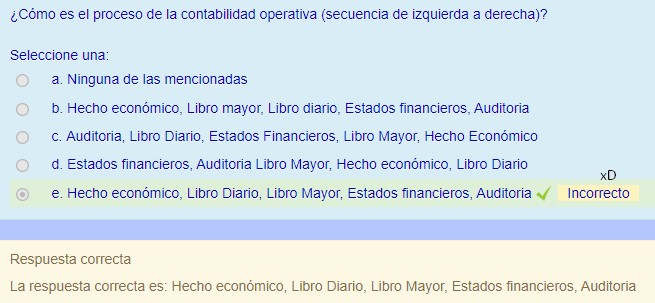 ¿Cómo es el proceso de la contabilidad operativa (secuencia de izquierda a derecha)?
Seleccione una:
a. Ninguna de las mencionadas
b. Hecho económico, Libro mayor, Libro diario, Estados financieros, Auditoria
c. Auditoria, Libro Diario, Estados Financieros, Libro Mayor, Hecho Económico
d. Estados financieros, Auditoria Libro Mayor, Hecho económico, Libro Diario
xD
e. Hecho económico, Libro Diario, Libro Mayor, Estados financieros, Auditoria ✓ Incorrecto
Respuesta correcta
La respuesta correcta es: Hecho económico, Libro Diario, Libro Mayor, Estados financieros, Auditoria